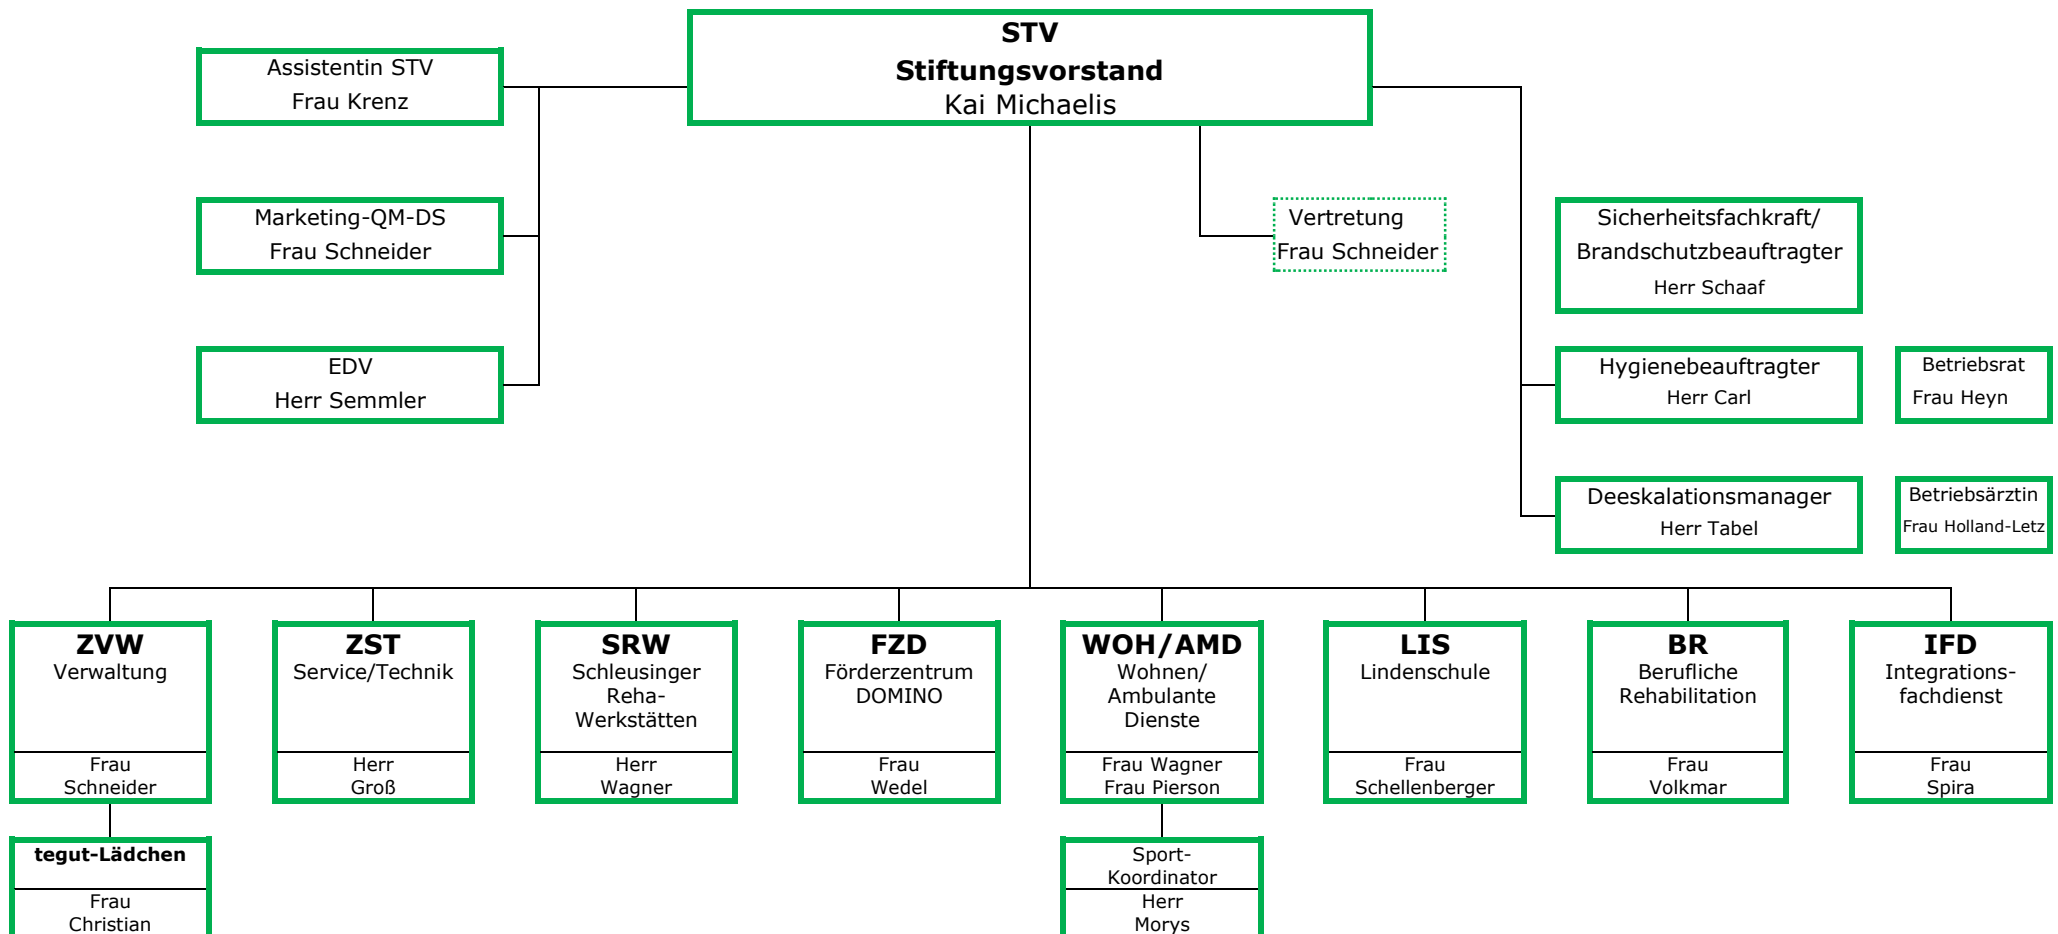 STV
Stiftungsvorstand
Kai Michaelis
Assistentin STV
Frau Krenz
Marketing-QM-DS
Frau Schneider
Vertretung
Frau Schneider
Sicherheitsfachkraft/
Brandschutzbeauftragter
Herr Schaaf
EDV
Herr Semmler
Hygienebeauftragter
Herr Carl
Betriebsrat
Frau Heyn
Deeskalationsmanager
Herr Tabel
Betriebsärztin
Frau Holland-Letz
ZVW
Verwaltung
Frau
Schneider
ZST
Service/Technik
Herr
Groß
SRW
Schleusinger
Reha-
Werkstätten
Herr
Wagner
FZD
Förderzentrum
DOMINO
Frau
Wedel
WOH/AMD
Wohnen/
Ambulante
Dienste
Frau Wagner
Frau Pierson
LIS
Lindenschule
Frau
Schellenberger
BR
Berufliche
Rehabilitation
Frau
Volkmar
IFD
Integrations-
fachdienst
Frau
Spira
tegut-Lädchen
Frau
Christian
Sport-
Koordinator
Herr
Morys